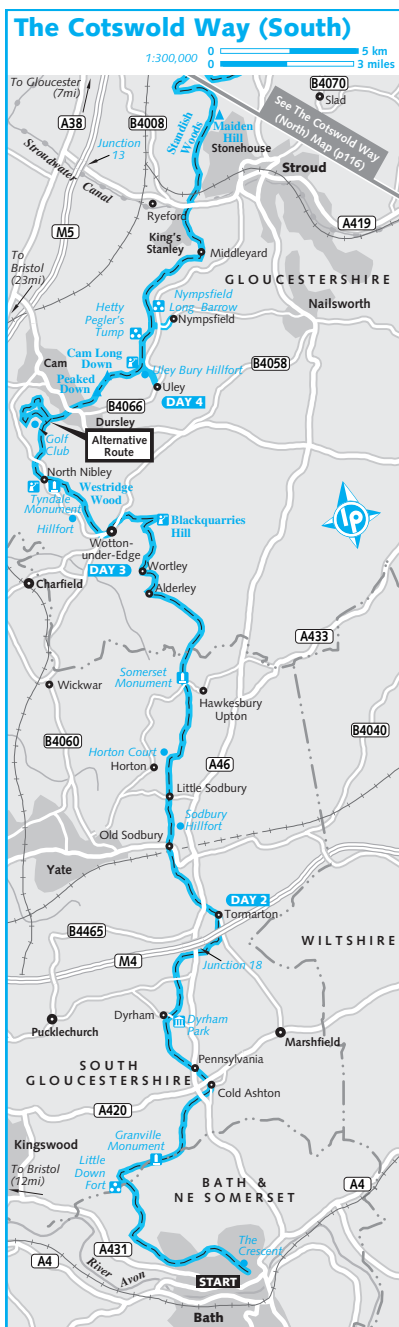 The Cotswold Way (South)
1:300,000
0 5 km
0 3 miles
To Gloucester
(7mi)
B4070
Slad
A38
B4008
See The Cotswold Way
(North) Map (p116)
Junction
13
Standish
Woods
Maiden
Hill
Stonehouse
Stroud
Stroudwater
Canal
Ryeford
A419
M5
King's
Stanley
Middleyard
To
Bristol
(23mi)
GLOUCESTERSHIRE
Nympsfield
Long Barrow
Nailsworth
Hetty
Pegler's
Tump
Nympsfield
Cam Long
Down
B4058
Cam
Uley Bury Hillfort
Peaked
Down
Uley
B4066
DAY 4
Dursley
Alternative
Route
Golf
Club
North Nibley
Westridge
Wood
Tyndale
Monument
Hillfort
Blackquarries
Hill
LP
Wotton-
under-Edge
DAY 3
Wortley
Charfield
Alderley
A433
Somerset
Monument
Wickwar
Hawkesbury
Upton
B4040
B4060
Horton Court
A46
Horton
Little Sodbury
Sodbury
Hillfort
Old Sodbury
Yate
DAY 2
Tormarton
B4465
WILTSHIRE
M4
Junction 18
Dyrham
Dyrham
Park
Pucklechurch
Marshfield
SOUTH
GLOUCESTERSHIRE
Pennsylvania
Cold Ashton
A420
Kingswood
Granville
Monument
To Bristol
(12mi)
Little
Down
Fort
BATH &
NE SOMERSET
A4
A431
The
Crescent
A4
River Avon
START
Bath